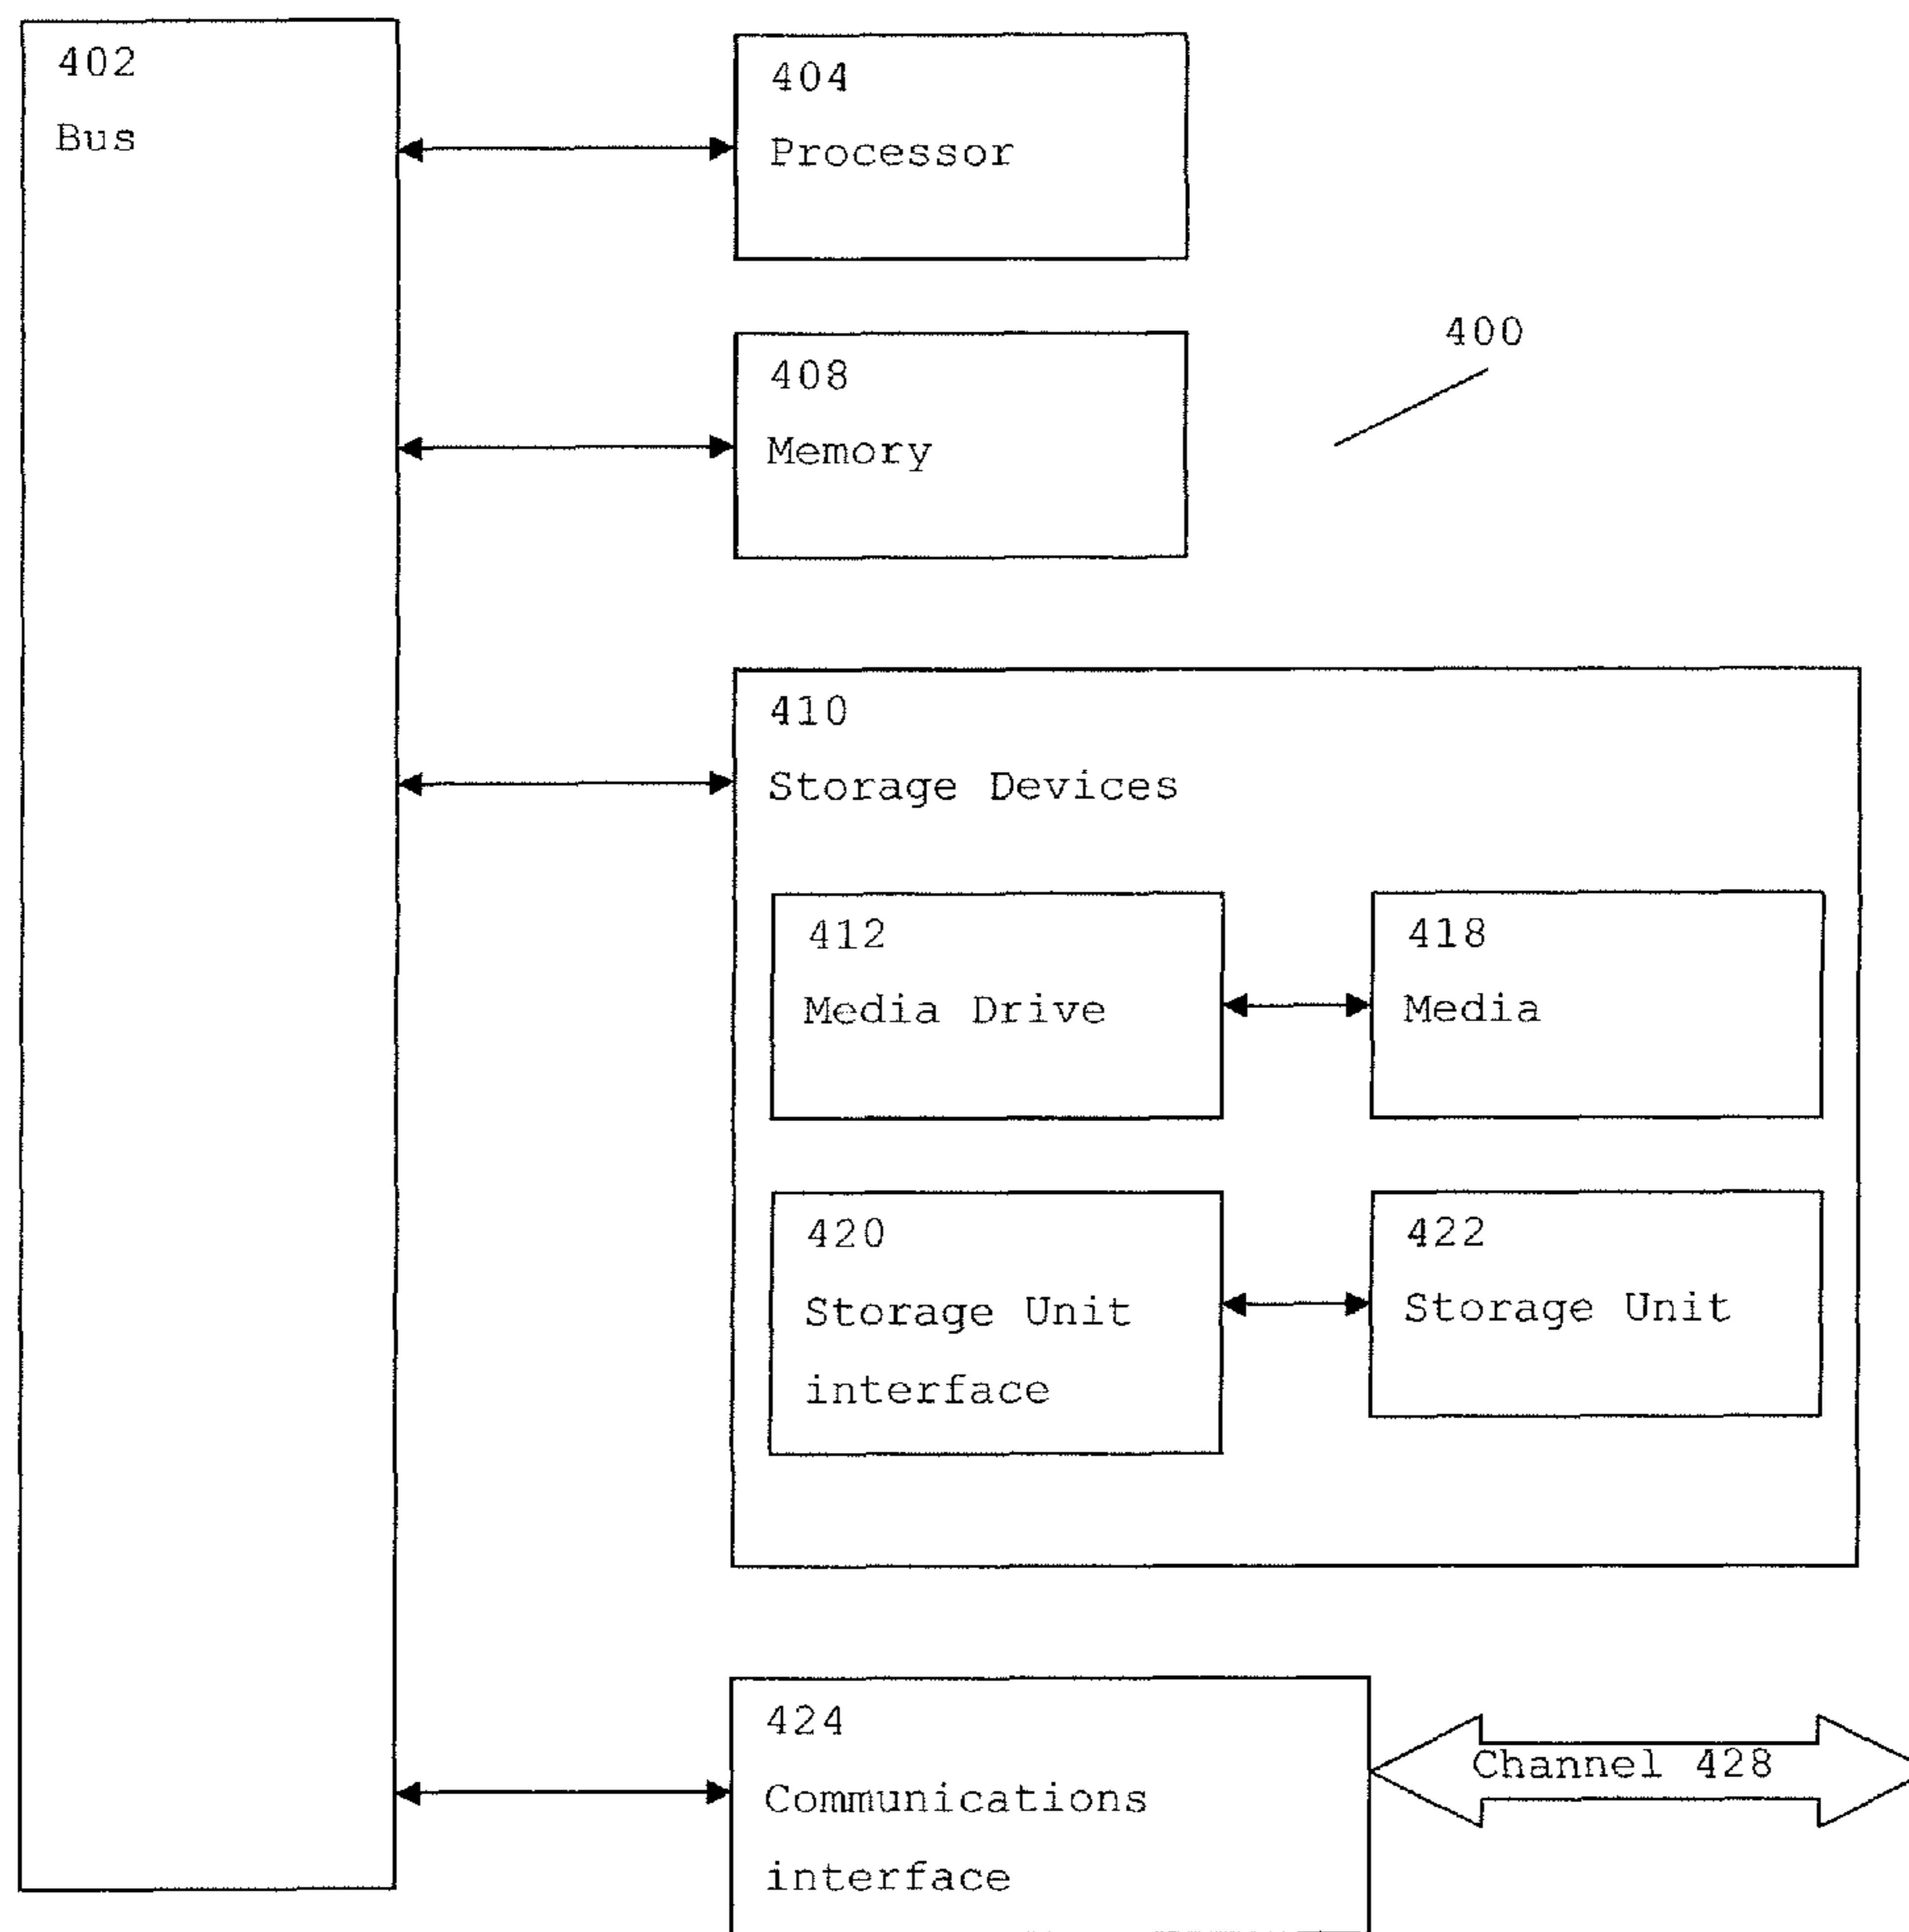 402
Bus
404
Processor
408
Memory
400
410
Storage Devices
412
Media Drive
418
Media
420
Storage Unit
interface
422
Storage Unit
424
Communications
interface
Channel 428